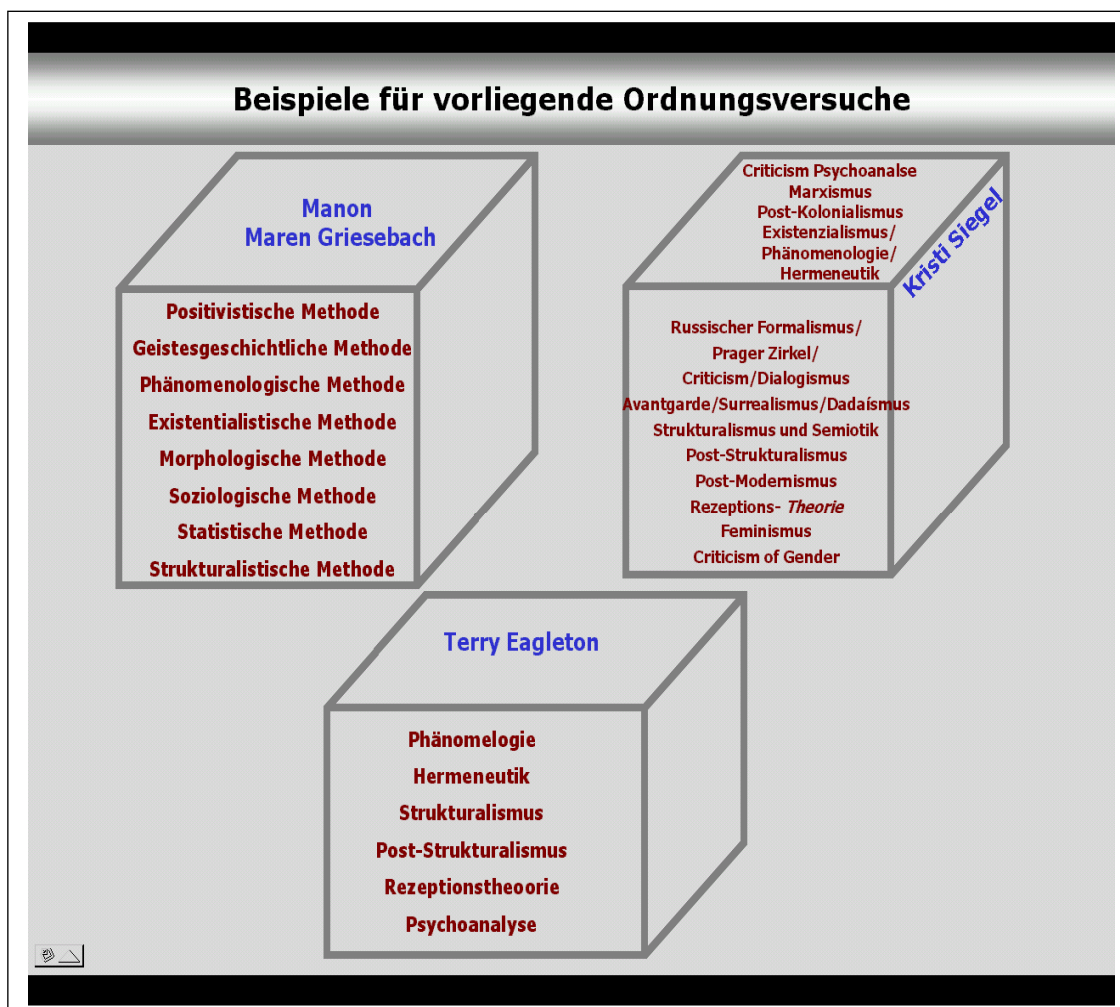 Beispiele für vorliegende Ordnungsversuche
Manon
Maren Griesebach
Positivistische Methode
Geistesgeschichtliche Methode
Phänomenologische Methode
Existentialistische Methode
Morphologische Methode
Soziologische Methode
Statistische Methode
Strukturalistische Methode
Criticism Psychoanalse
Marxismus
Post-Kolonialismus
Existenzialismus/
Phänomenologie/
Hermeneutik
Kristi Siegel
Russischer Formalismus/
Prager Zirkel/
Criticism/Dialogismus
Avantgarde/Surrealismus/Dadaísmus
Strukturalismus und Semiotik
Post-Strukturalismus
Post-Modernismus
Rezeptions- Theorie
Feminismus
Criticism of Gender
Terry Eagleton
Phänomelogie
Hermeneutik
Strukturalismus
Post-Strukturalismus
Rezeptionstheoorie
Psychoanalyse